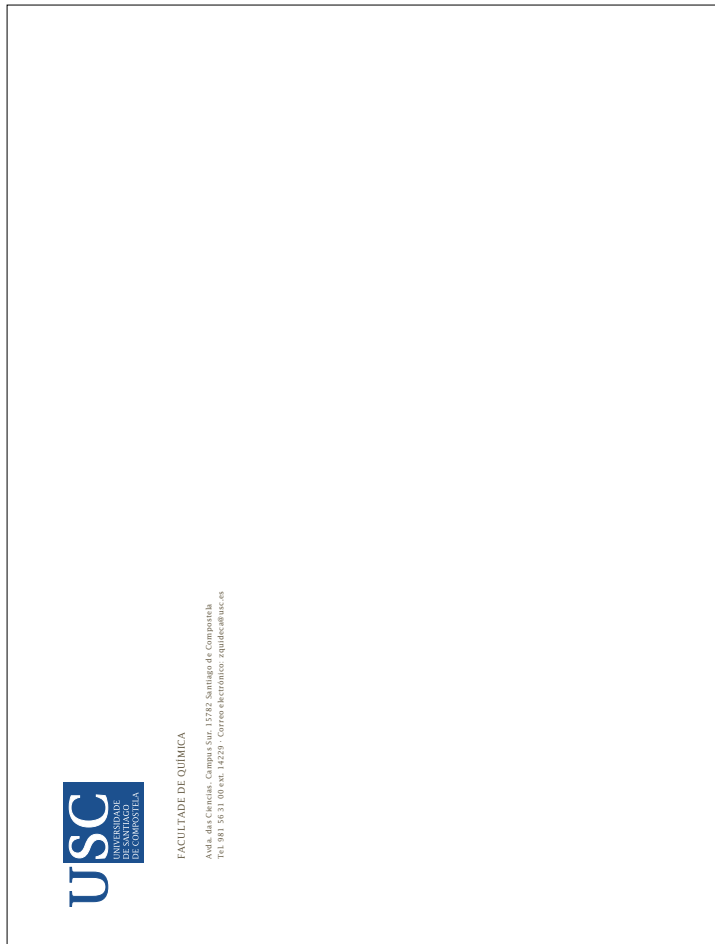 USC
UNIVERSIDADE
DE SANTIAGO
DE COMPOSTELA
FACULTADE DE QUÍMICA
Avda. das Ciencias. Campus Sur. 15782 Santiago de Compostela
Tel. 981 56 31 00 ext. 14229 - Correo electrónico: zquideca@usc.es